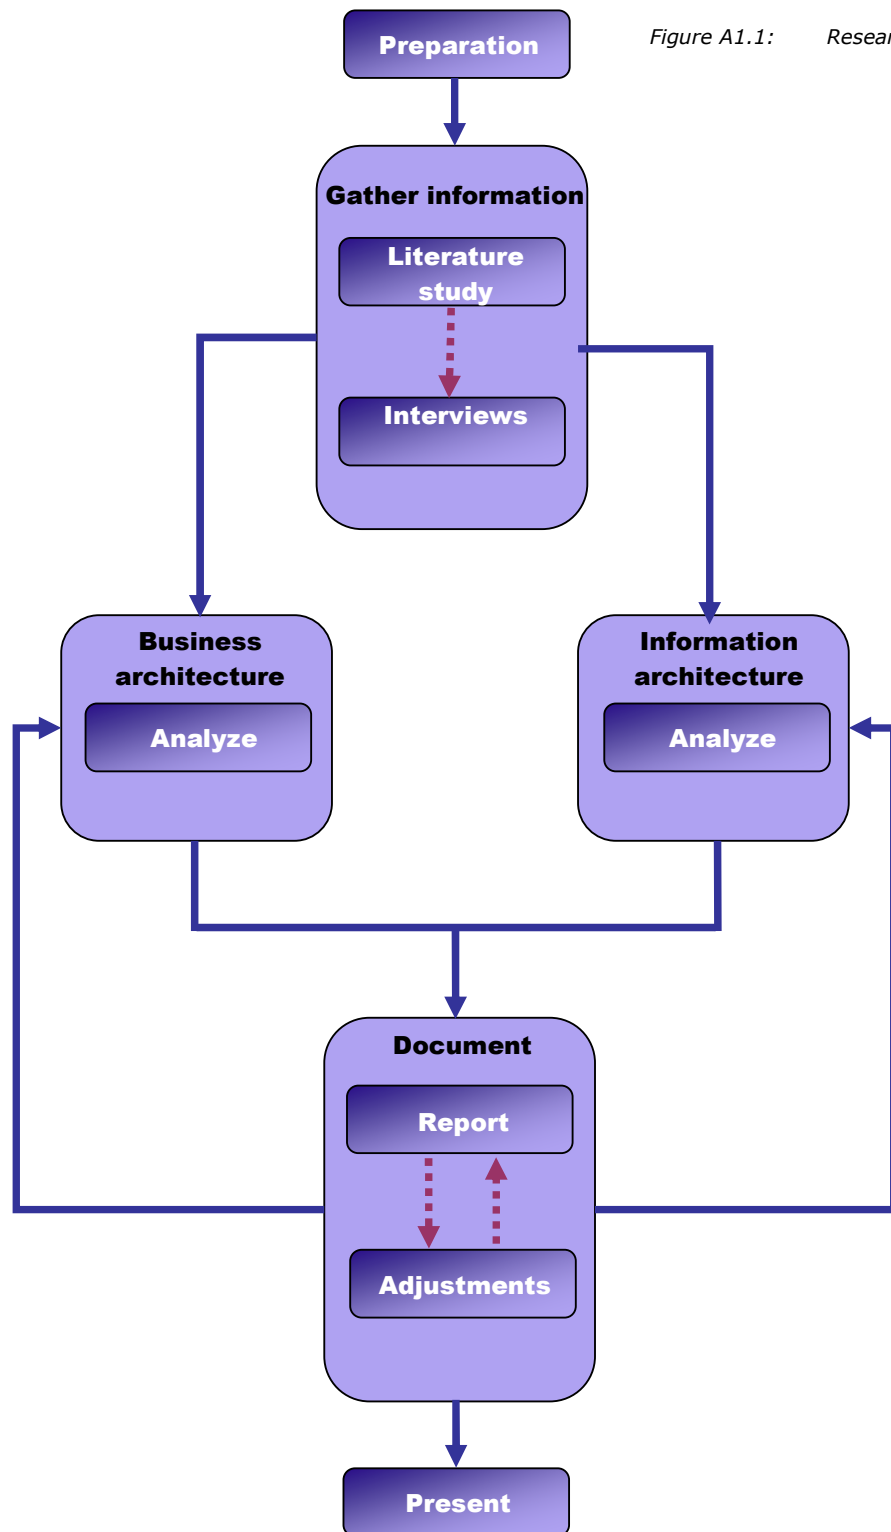 Preparation
Figure A1.1:
Gather information
Literature
study
Interviews
Business
architecture
Analyze
Information
architecture
Analyze
Document
Report
Adjustments
Present